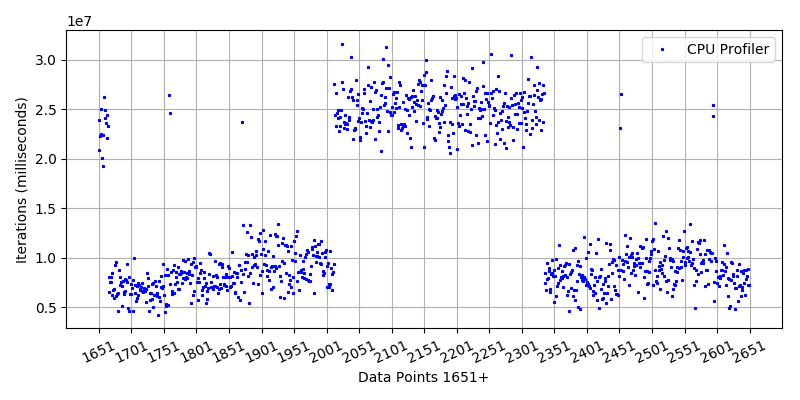 1e7
CPU Profiler
3.0
2.5
2.0
1.5
1.0
0.5
Iterations (milliseconds)
1651 1701 1751 1801 1851 1901 1951 2001 2051 2101 2151 2201 2251 2301 2351 2401 2451 2501 2551 2601 2651
Data Points 1651+